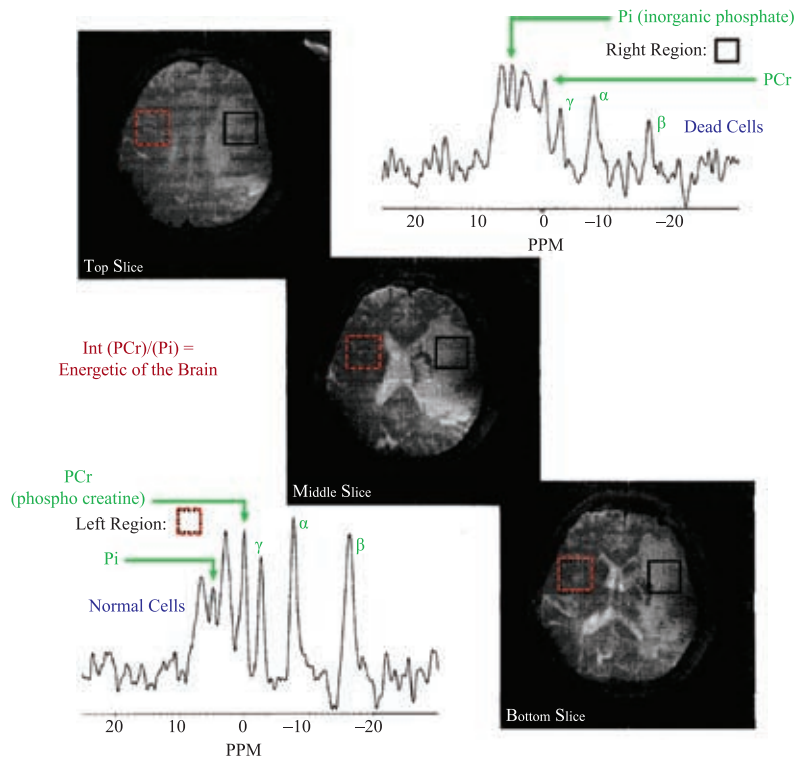 Pi (inorganic phosphate)
Right Region:
PCr
γ
α
β
Dead Cells
20
10
0
–10
–20
PPM
Top Slice
Int (PCr)/(Pi) =
Energetic of the Brain
Middle Slice
PCr
(phospho creatine)
Left Region:
Pi
γ
α
β
Normal Cells
20
10
0
–10
–20
PPM
Bottom Slice